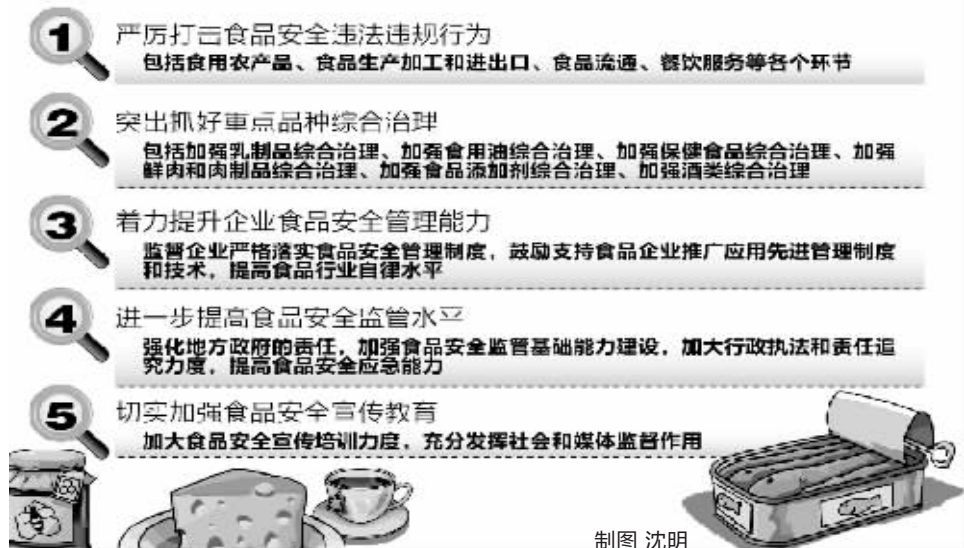 1
严厉打击食品安全违法违规行为
包括食用农产品、食品生产加工和进出口、食品流通、餐饮服务等各个环节
2
突出抓好重点品种综合治理
包括加强乳制品综合治理、加强食用油综合治理、加强保健食品综合治理、加强
鲜肉和肉制品综合治理、加强食品添加剂综合治理、加强酒类综合治理
3
着力提升企业食品安全管理能力
监督企业严格落实食品安全管理制度，鼓励支持食品企业推广应用先进管理制度
和技术，提高食品行业自律水平
4
进一步提高食品安全监管水平
强化地方政府的责任，加强食品安全监管基础能力建设，加大行政执法和责任追
究力度，提高食品安全应急能力
5
切实加强食品安全宣传教育
加大食品安全宣传培训力度，充分发挥社会和媒体监督作用
制图 沈明